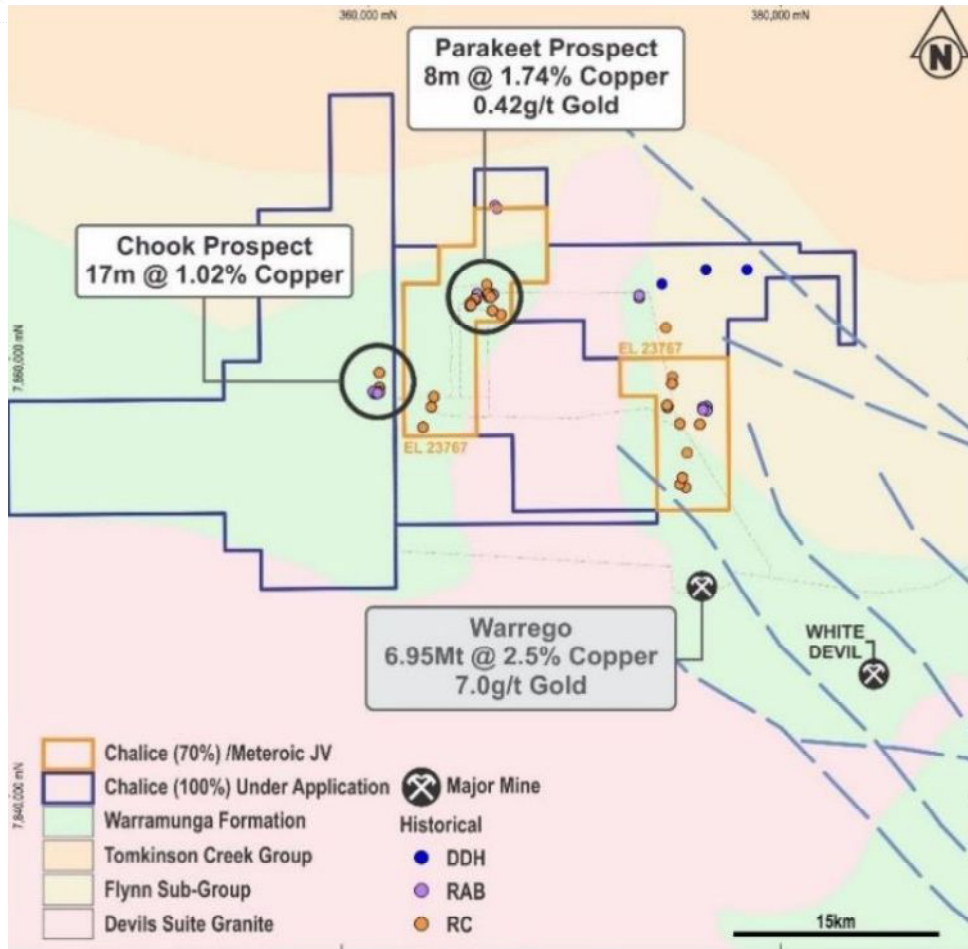 360,000 mN
380,000 mN
N
Parakeet Prospect
8m @ 1.74% Copper
0.42g/t Gold
Chook Prospect
17m @ 1.02% Copper
7,860,000 mN
EL 23767
EL 23767
Warrego
6.95Mt @ 2.5% Copper
7.0g/t Gold
WHITE
DEVIL
7,840,000 mN
Chalice (70%) /Meteroic JV
Chalice (100%) Under Application
Major Mine
Warramunga Formation
Historical
Tomkinson Creek Group
DDH
Flynn Sub-Group
RAB
Devils Suite Granite
RC
15km